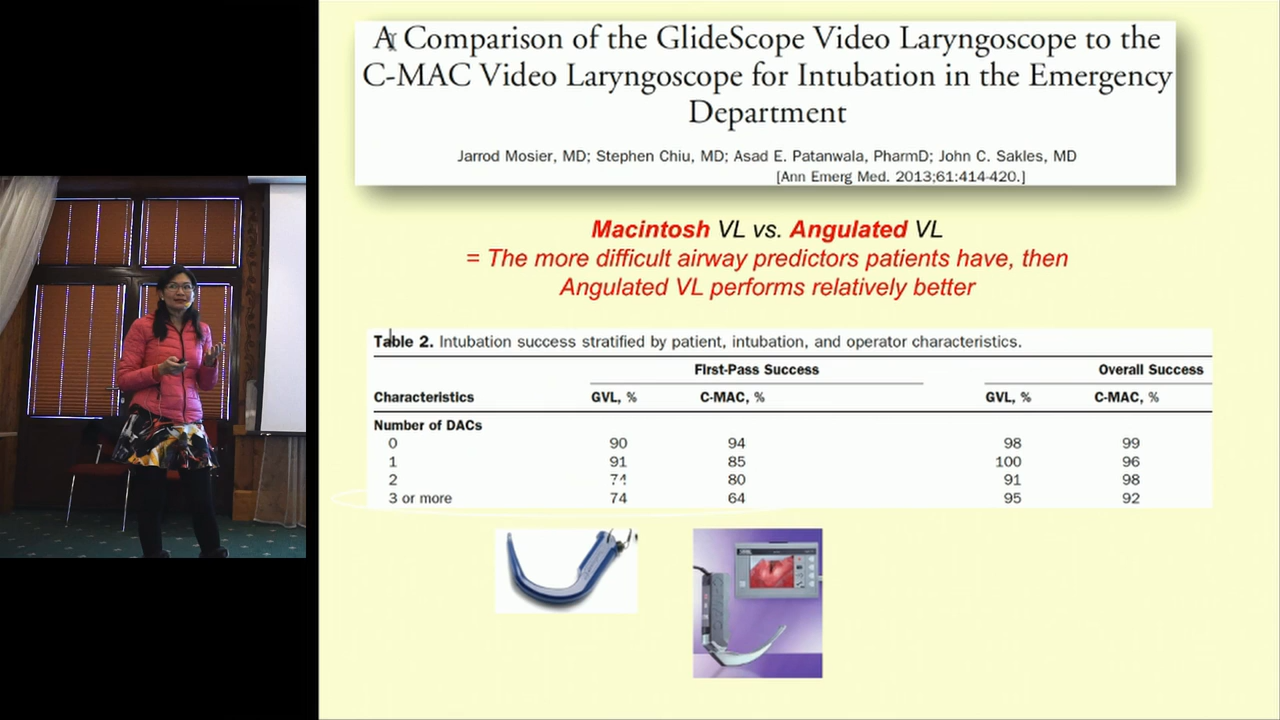 A Comparison of the GlideScope Video Laryngoscope to the
C-MAC Video Laryngoscope for Intubation in the Emergency
Department
Jarrod Mosier, MD; Stephen Chiu, MD; Asad E. Patanwala, PharmD; John C. Sakles, MD
[Ann Emerg Med. 2013;61:414-420.]
Macintosh VL vs. Angulated VL
= The more difficult airway predictors patients have, then
Angulated VL performs relatively better
Table 2. Intubation success stratified by patient, intubation, and operator characteristics.
First-Pass Success Overall Success
Characteristics GVL, % C-MAC, % GVL, % C-MAC, %
Number of DACs
0 90 94 98 99
1 91 85 100 96
2 80 91 98
3 or more 74 64 95 92